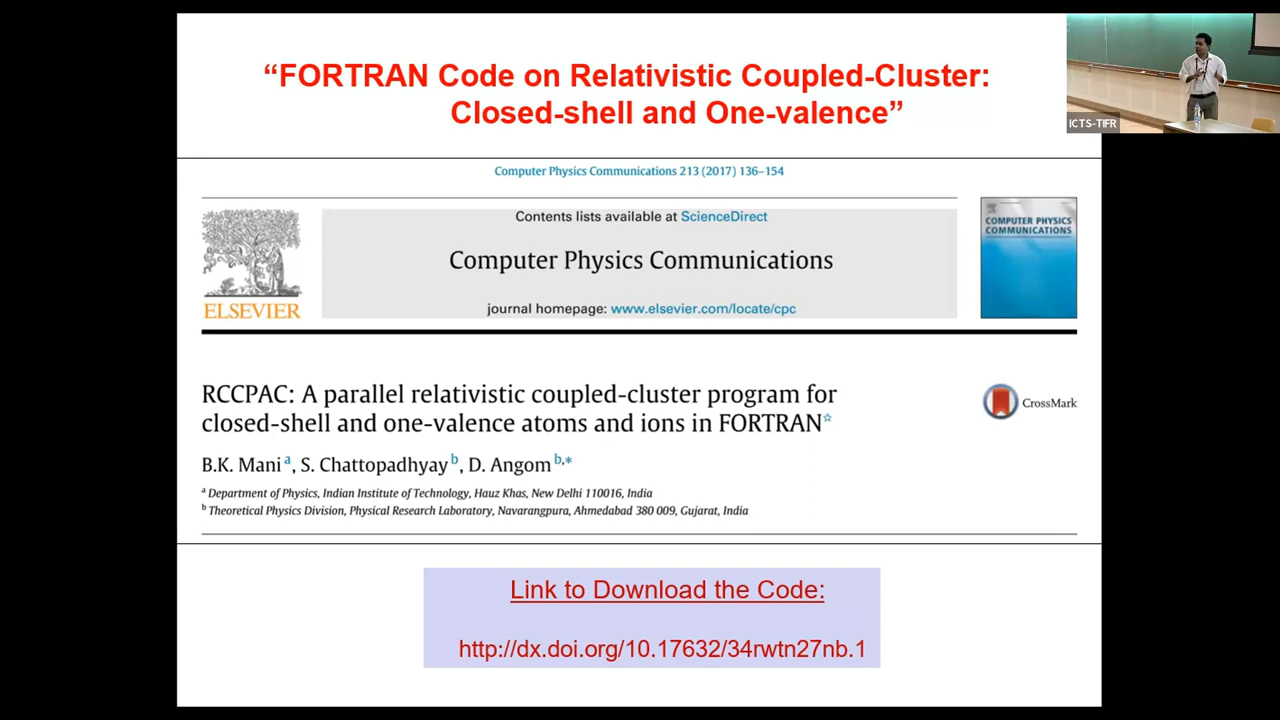 “FORTRAN Code on Relativistic Coupled-Cluster:
Closed-shell and One-valence”
ICTS-TIFR
Computer Physics Communications 213 (2017) 136–154
Contents lists available at ScienceDirect
Computer Physics Communications
journal homepage: www.elsevier.com/locate/cpc
ELSEVIER
COMPUTER PHYSICS
COMMUNICATIONS
RCCPAC: A parallel relativistic coupled-cluster program for
closed-shell and one-valence atoms and ions in FORTRAN☆
CrossMark
B.K. Mani a, S. Chattopadhyay b, D. Angom b,*
a Department of Physics, Indian Institute of Technology, Hauz Khas, New Delhi 110016, India
b Theoretical Physics Division, Physical Research Laboratory, Navarangpura, Ahmedabad 380 009, Gujarat, India
Link to Download the Code:
http://dx.doi.org/10.17632/34rwtn27nb.1